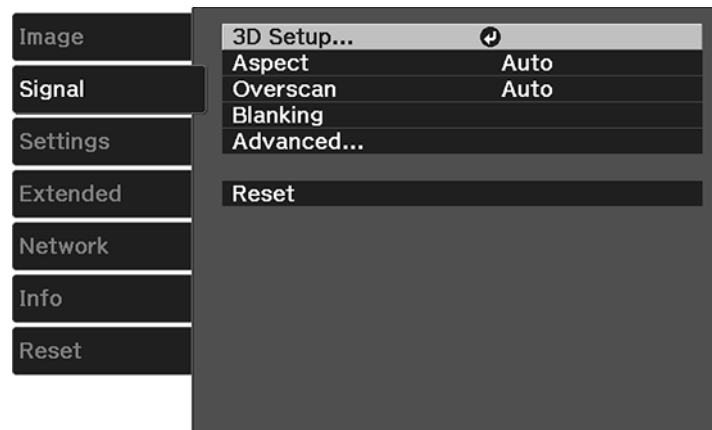 Image
Signal
Settings
Extended
Network
Info
Reset
3D Setup...
Aspect Auto
Overscan Auto
Blanking
Advanced...
Reset